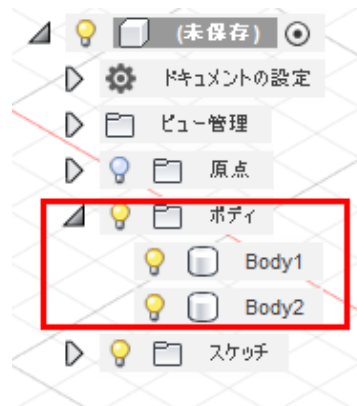 (未保存)
ドキュメントの設定
ビュー管理
原点
ボディ
Body1
Body2
スケッチ